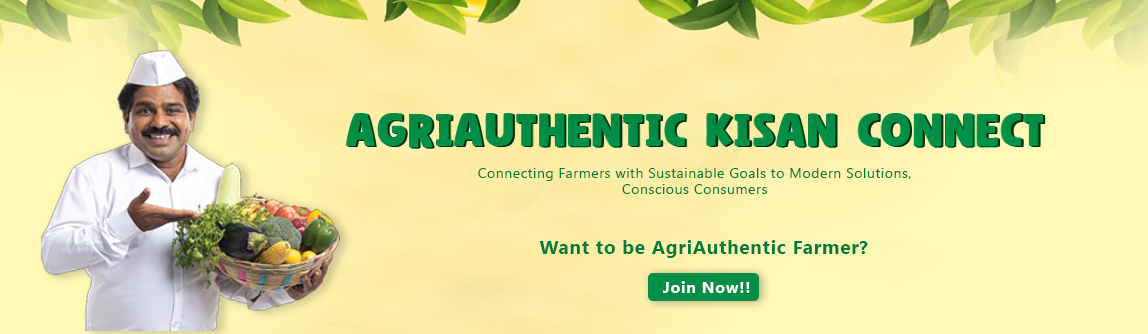 AGRIAUTHENTIC KISAN CONNECT
Connecting Farmers with Sustainable Goals to Modern Solutions,
Conscious Consumers
Want to be AgriAuthentic Farmer?
Join Now!!